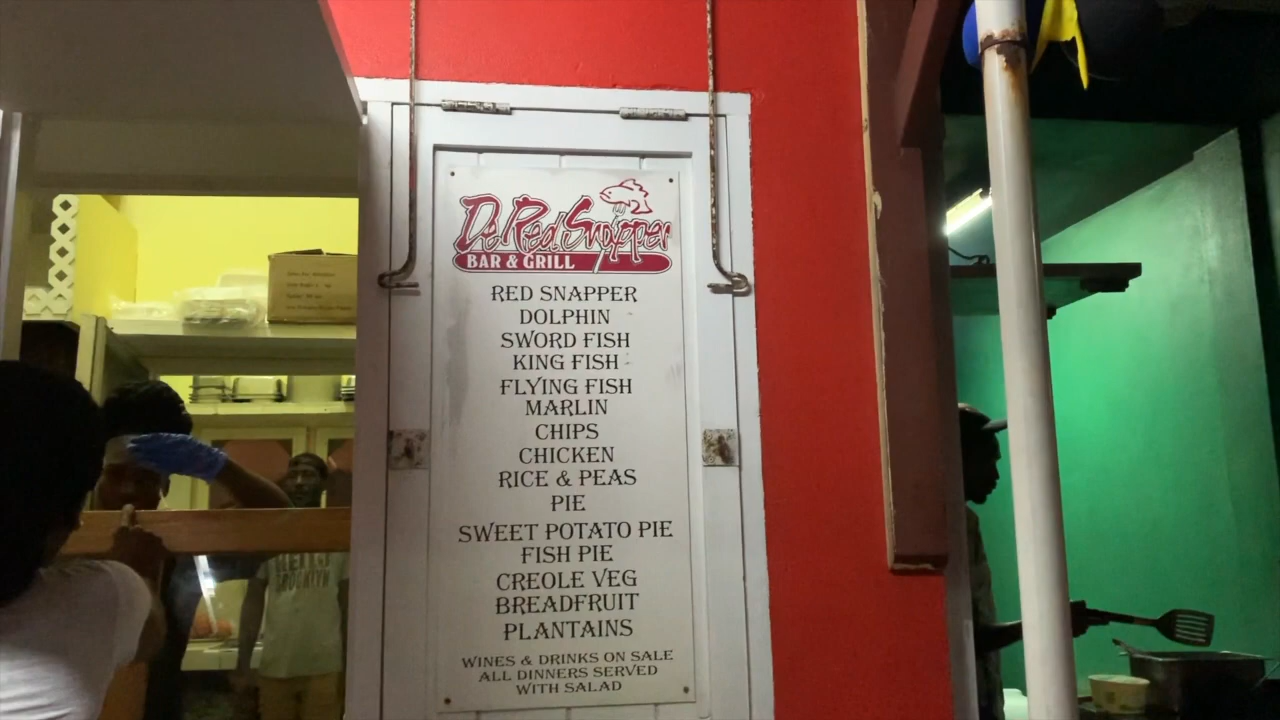 De Red Snapper
BAR & GRILL
RED SNAPPER
DOLPHIN
SWORD FISH
KING FISH
FLYING FISH
MARLIN
CHIPS
CHICKEN
RICE & PEAS
PIE
SWEET POTATO PIE
FISH PIE
CREOLE VEG
BREADFRUIT
PLANTAINS
WINES & DRINKS ON SALE
ALL DINNERS SERVED
WITH SALAD
BROOKLYN